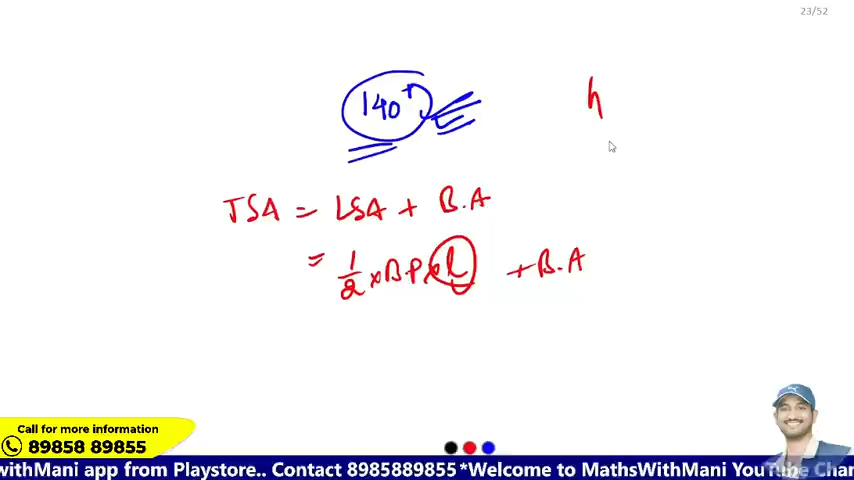 23/52
140+
h
TSA = LSA + B.A
= 1/2 × B.P × l + B.A
Call for more information
89858 89855
withMani app from Playstore.. Contact 8985889855 *Welcome to MathsWithMani YouTube Chan